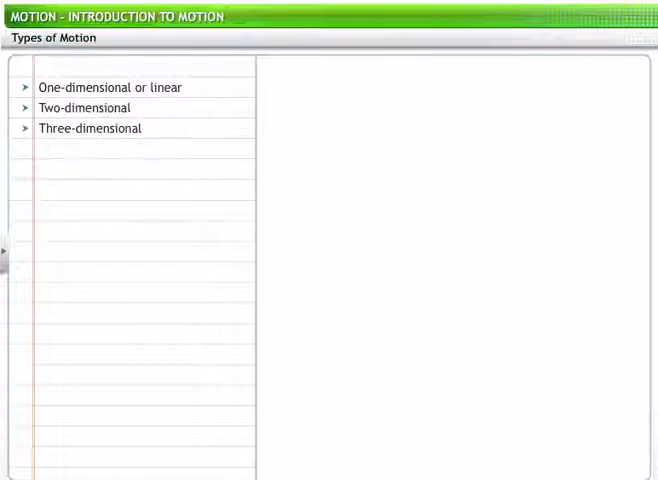 MOTION - INTRODUCTION TO MOTION
Types of Motion
One-dimensional or linear
Two-dimensional
Three-dimensional